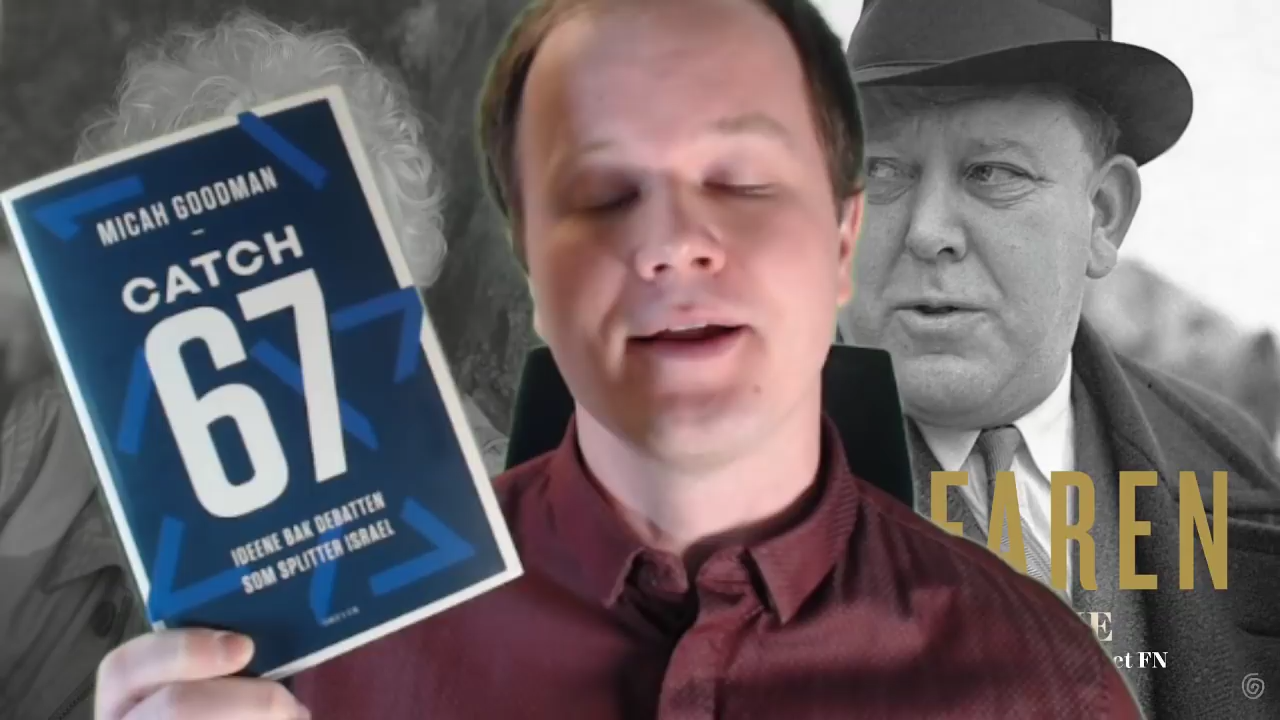 MICAH GOODMAN
–
CATCH
67
IDEENE BAK DEBATTEN
SOM SPLITTER ISRAEL
FAREN
et FN